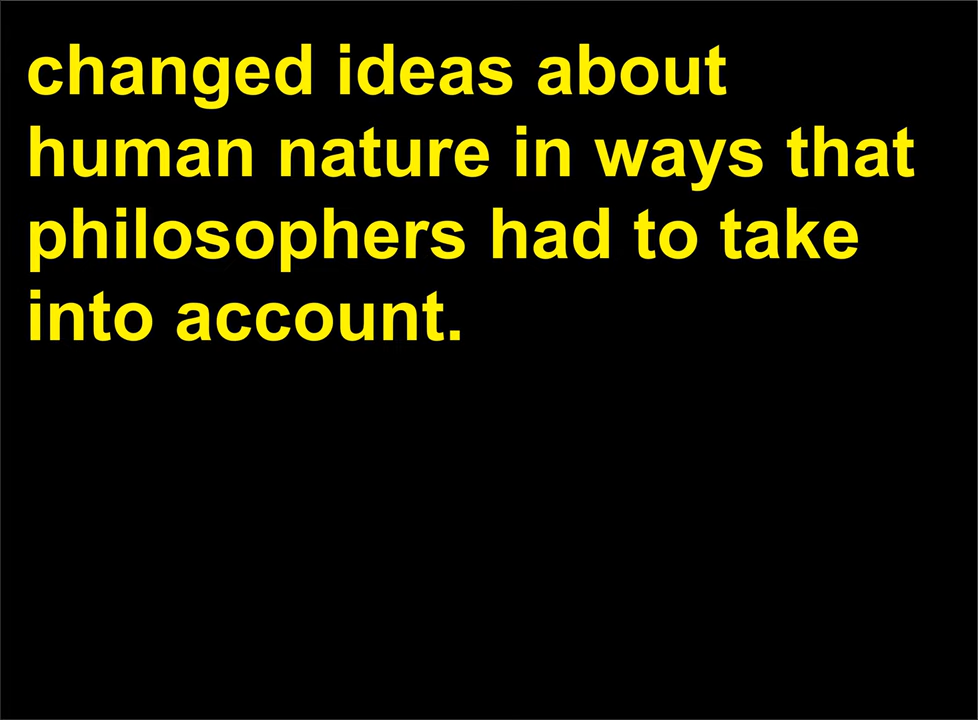 changed ideas about
human nature in ways that
philosophers had to take
into account.